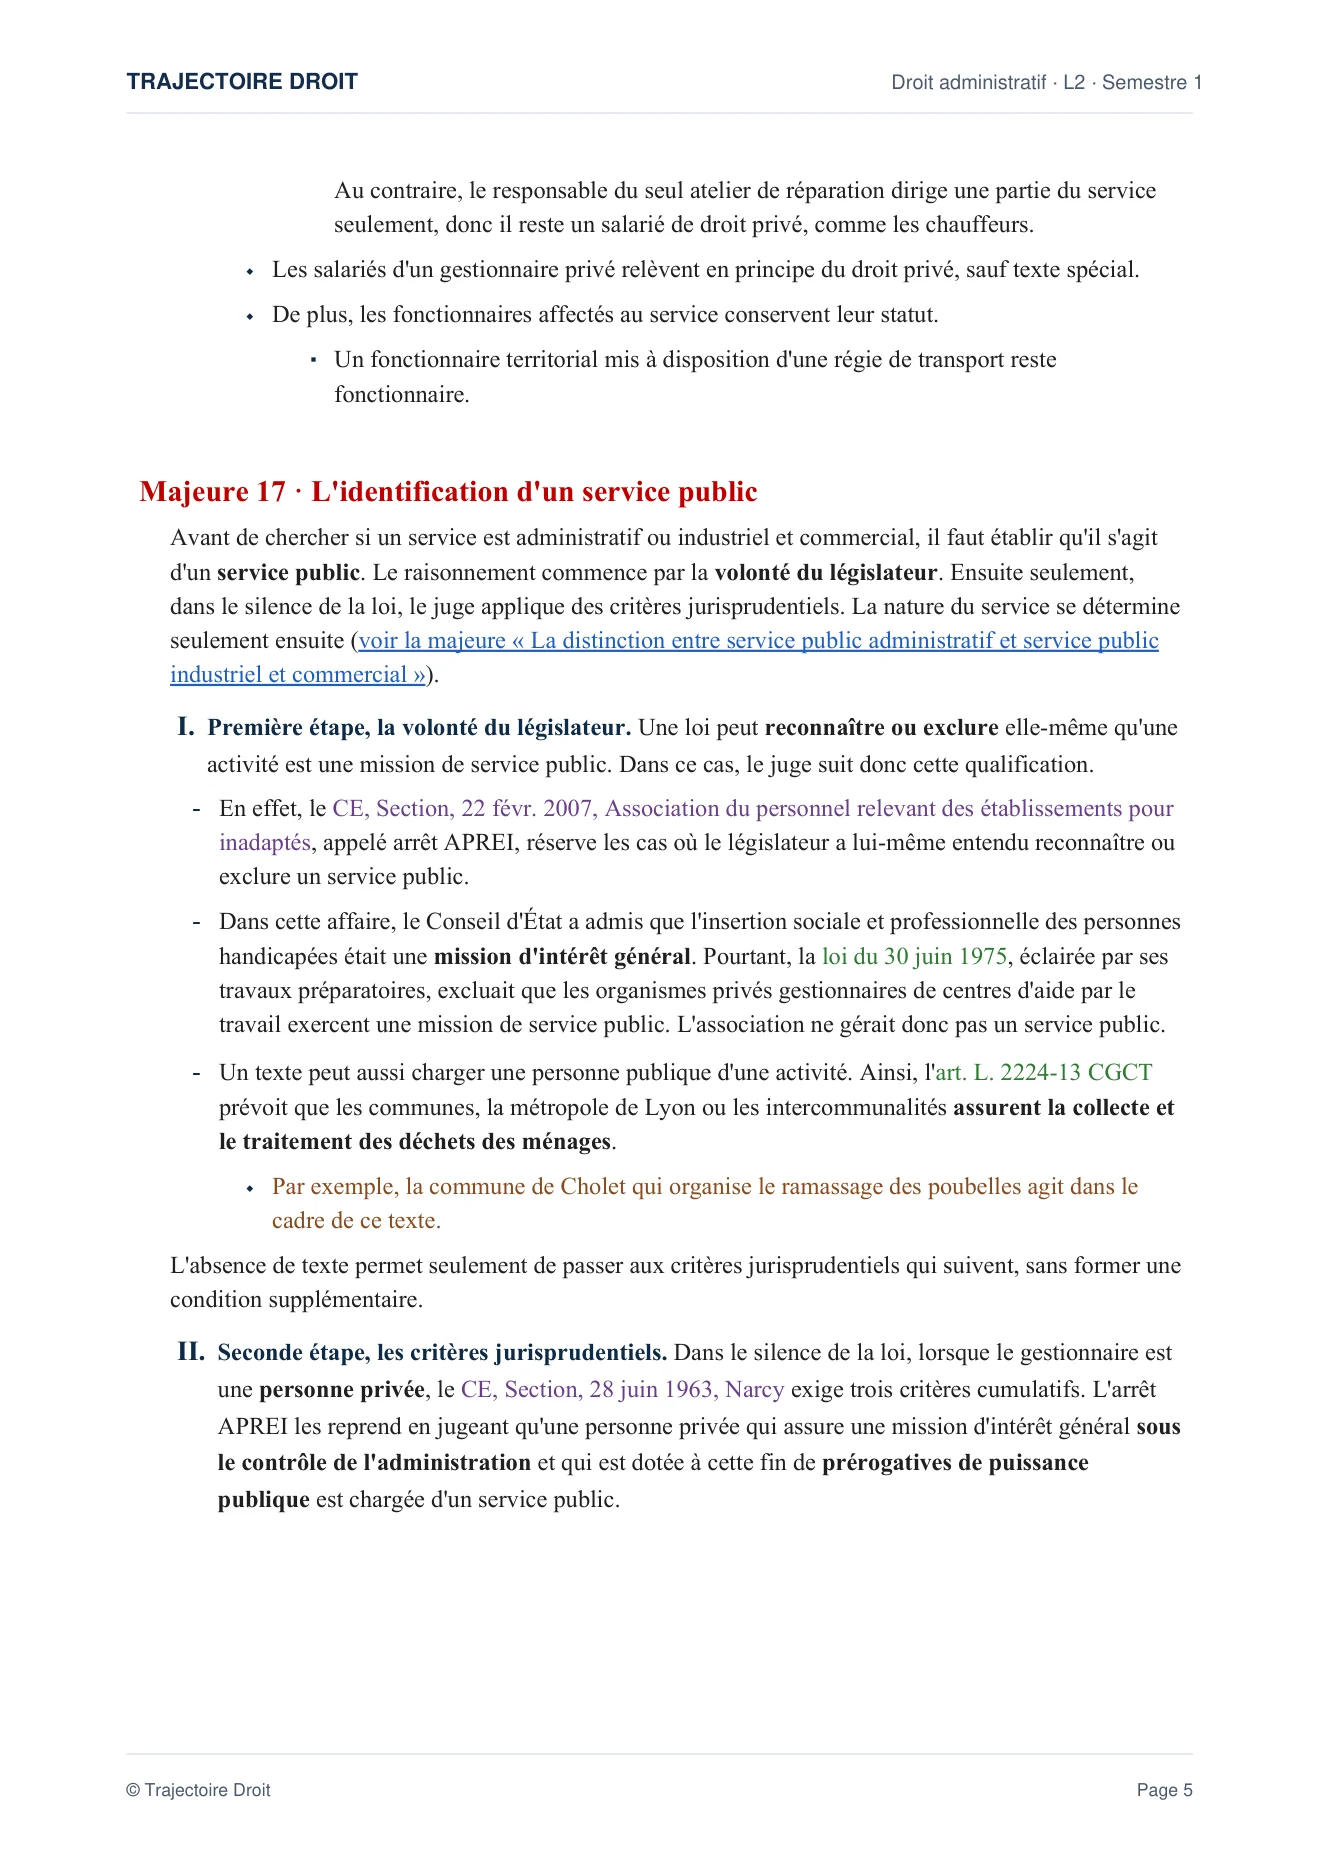 TRAJECTOIRE DROIT
Droit administratif · L2 · Semestre 1
Au contraire, le responsable du seul atelier de réparation dirige une partie du service
seulement, donc il reste un salarié de droit privé, comme les chauffeurs.
⬩ Les salariés d'un gestionnaire privé relèvent en principe du droit privé, sauf texte spécial.
⬩ De plus, les fonctionnaires affectés au service conservent leur statut.
▪ Un fonctionnaire territorial mis à disposition d'une régie de transport reste
fonctionnaire.
Majeure 17 · L'identification d'un service public
Avant de chercher si un service est administratif ou industriel et commercial, il faut établir qu'il s'agit
d'un service public. Le raisonnement commence par la volonté du législateur. Ensuite seulement,
dans le silence de la loi, le juge applique des critères jurisprudentiels. La nature du service se détermine
seulement ensuite (voir la majeure « La distinction entre service public administratif et service public
industriel et commercial »).
I. Première étape, la volonté du législateur. Une loi peut reconnaître ou exclure elle-même qu'une
activité est une mission de service public. Dans ce cas, le juge suit donc cette qualification.
- En effet, le CE, Section, 22 févr. 2007, Association du personnel relevant des établissements pour
inadaptés, appelé arrêt APREI, réserve les cas où le législateur a lui-même entendu reconnaître ou
exclure un service public.
- Dans cette affaire, le Conseil d'État a admis que l'insertion sociale et professionnelle des personnes
handicapées était une mission d'intérêt général. Pourtant, la loi du 30 juin 1975, éclairée par ses
travaux préparatoires, excluait que les organismes privés gestionnaires de centres d'aide par le
travail exercent une mission de service public. L'association ne gérait donc pas un service public.
- Un texte peut aussi charger une personne publique d'une activité. Ainsi, l'art. L. 2224-13 CGCT
prévoit que les communes, la métropole de Lyon ou les intercommunalités assurent la collecte et
le traitement des déchets des ménages.
⬩ Par exemple, la commune de Cholet qui organise le ramassage des poubelles agit dans le
cadre de ce texte.
L'absence de texte permet seulement de passer aux critères jurisprudentiels qui suivent, sans former une
condition supplémentaire.
II. Seconde étape, les critères jurisprudentiels. Dans le silence de la loi, lorsque le gestionnaire est
une personne privée, le CE, Section, 28 juin 1963, Narcy exige trois critères cumulatifs. L'arrêt
APREI les reprend en jugeant qu'une personne privée qui assure une mission d'intérêt général sous
le contrôle de l'administration et qui est dotée à cette fin de prérogatives de puissance
publique est chargée d'un service public.
© Trajectoire Droit
Page 5